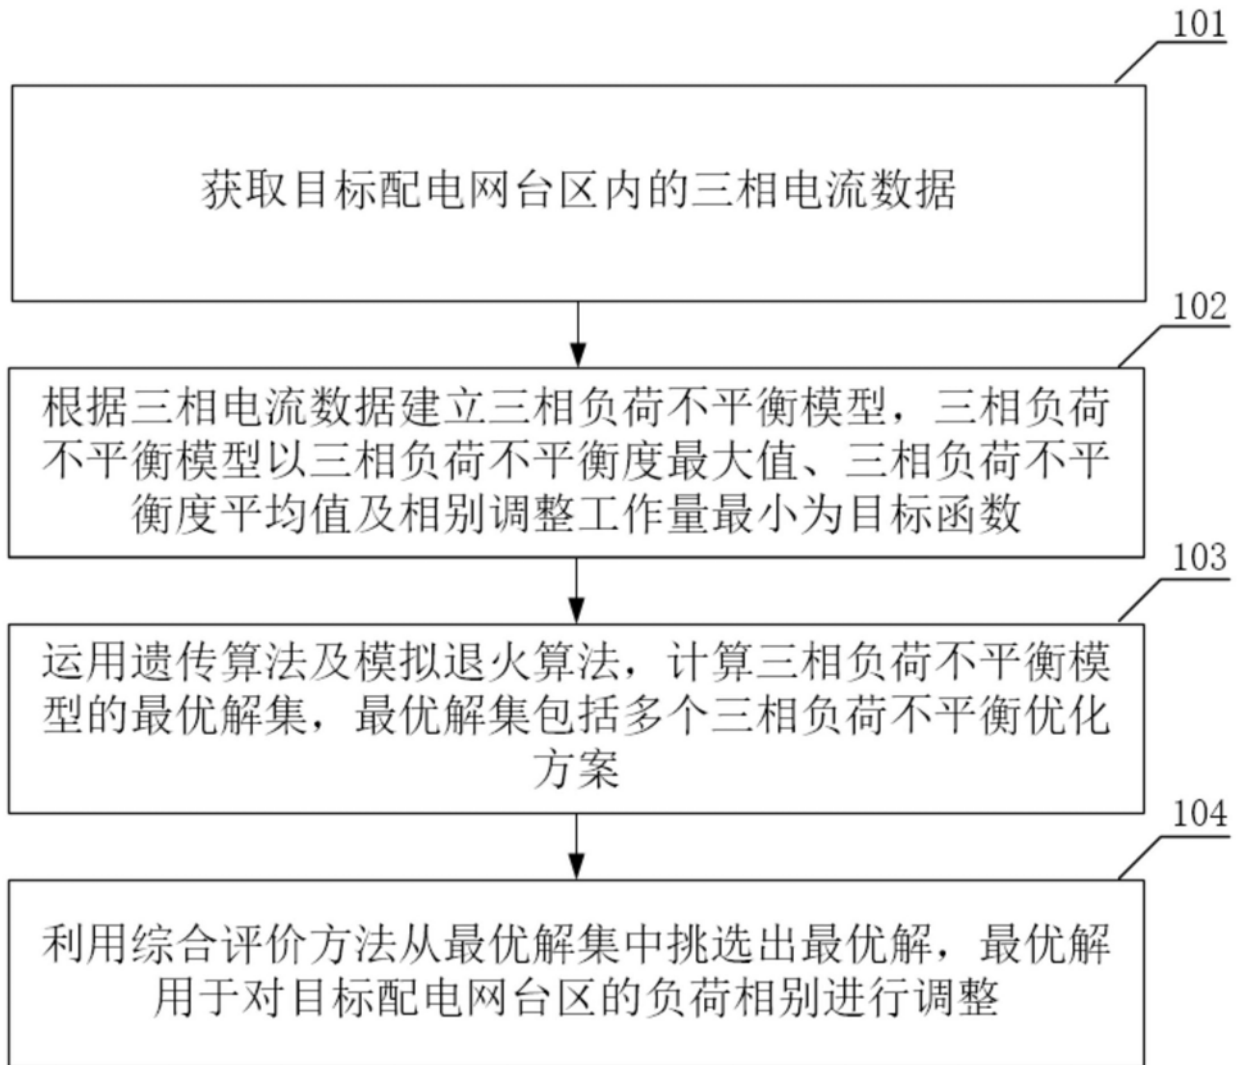 101
获取目标配电网台区内的三相电流数据
102
根据三相电流数据建立三相负荷不平衡模型，三相负荷
不平衡模型以三相负荷不平衡度最大值、三相负荷不平
衡度平均值及相别调整工作量最小为目标函数
103
运用遗传算法及模拟退火算法，计算三相负荷不平衡模
型的最优解集，最优解集包括多个三相负荷不平衡优化
方案
104
利用综合评价方法从最优解集中挑选出最优解，最优解
用于对目标配电网台区的负荷相别进行调整